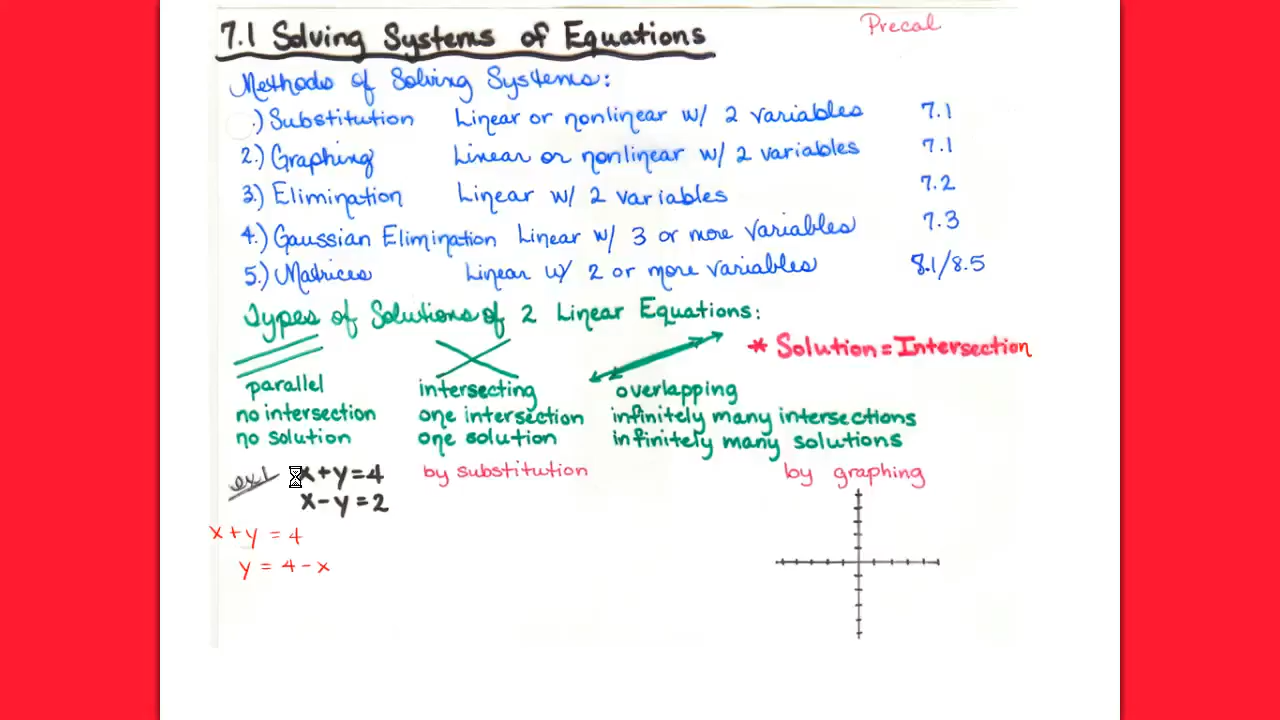 7.1 Solving Systems of Equations
Precal
Methods of Solving Systems:
.) Substitution Linear or nonlinear w/ 2 variables 7.1
2.) Graphing Linear or nonlinear w/ 2 variables 7.1
3.) Elimination Linear w/ 2 variables 7.2
4.) Gaussian Elimination Linear w/ 3 or more variables 7.3
5.) Matrices Linear w/ 2 or more variables 8.1/8.5
Types of Solutions of 2 Linear Equations:
* Solution = Intersection
parallel intersecting overlapping
no intersection one intersection infinitely many intersections
no solution one solution infinitely many solutions
ex1 x+y=4 by substitution by graphing
x-y=2
x+y = 4
y = 4-x